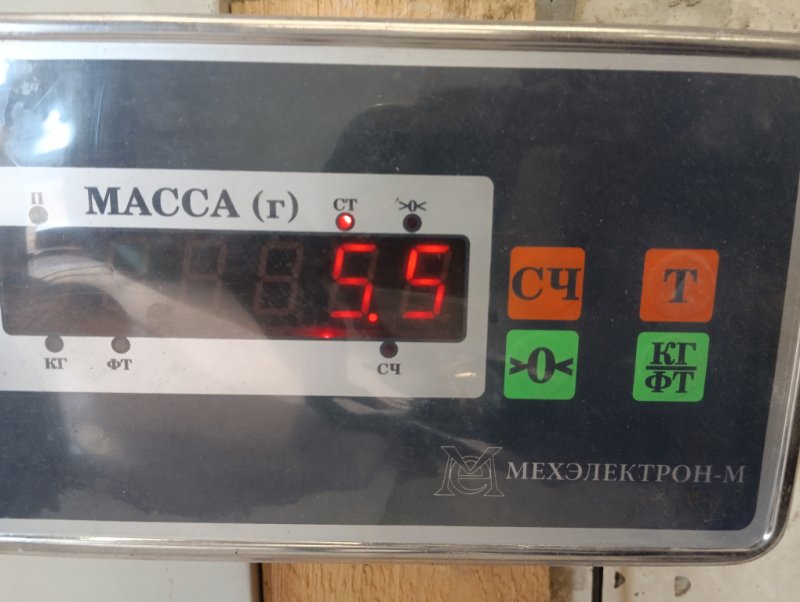 П
МАССА (г)
СТ
>0<
5.5
КГ
ФТ
СЧ
СЧ
Т
>0<
КГ
ФТ
МЕХЭЛЕКТРОН-М